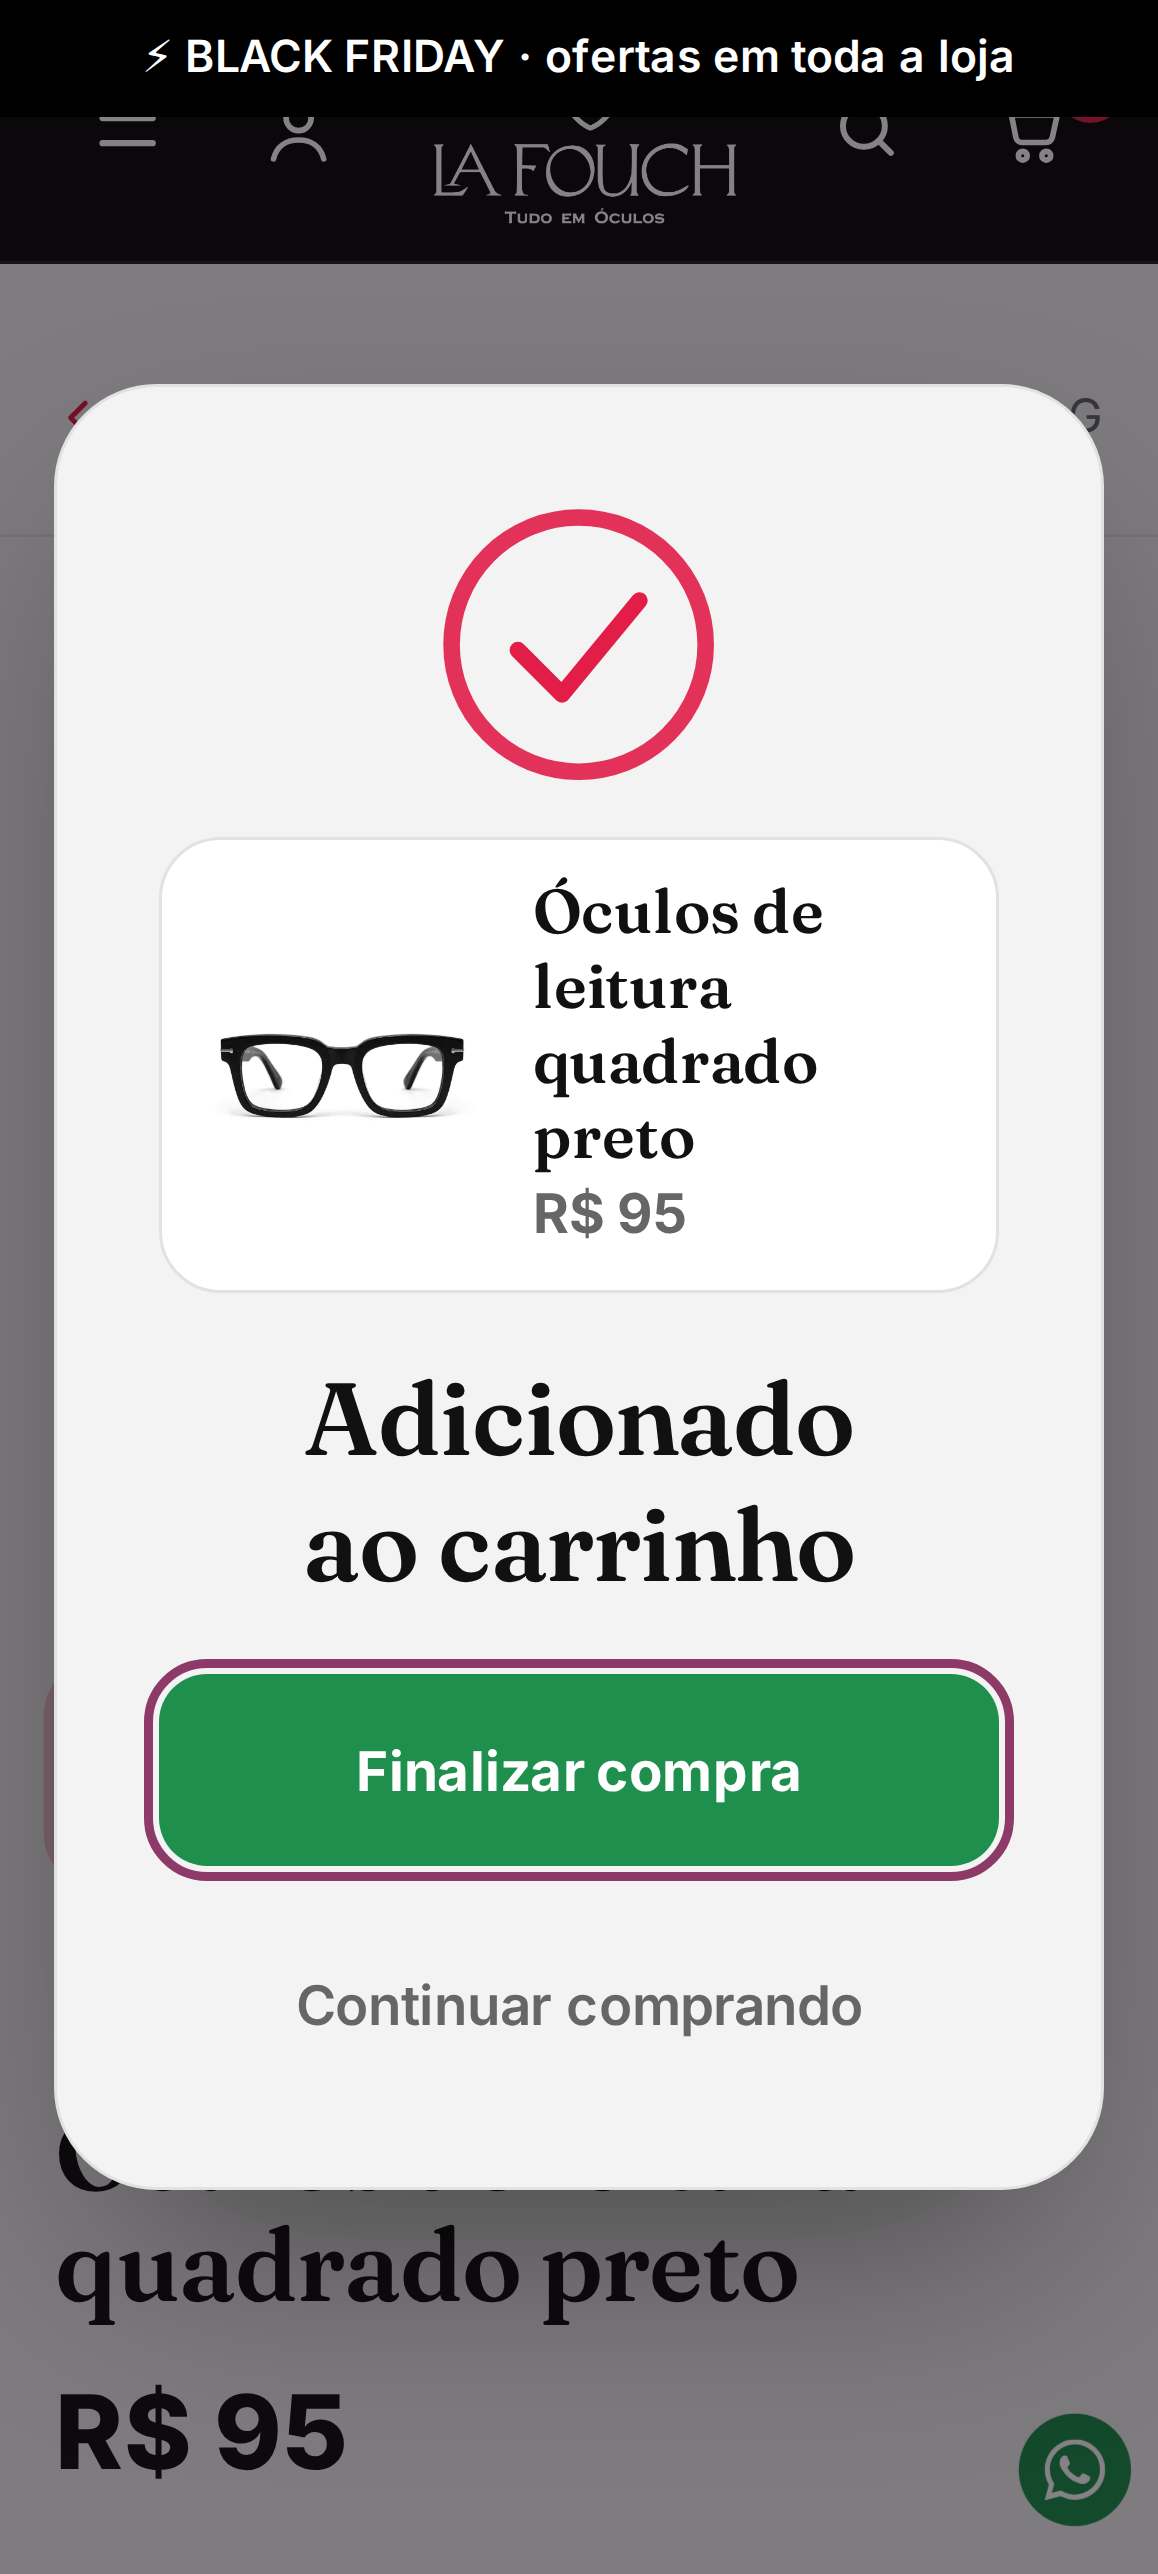 ⚡ BLACK FRIDAY · ofertas em toda a loja
LA FOUCH
Tudo em Óculos
G
Óculos de
leitura
quadrado
preto
R$ 95
Adicionado
ao carrinho
Finalizar compra
Continuar comprando
quadrado preto
R$ 95